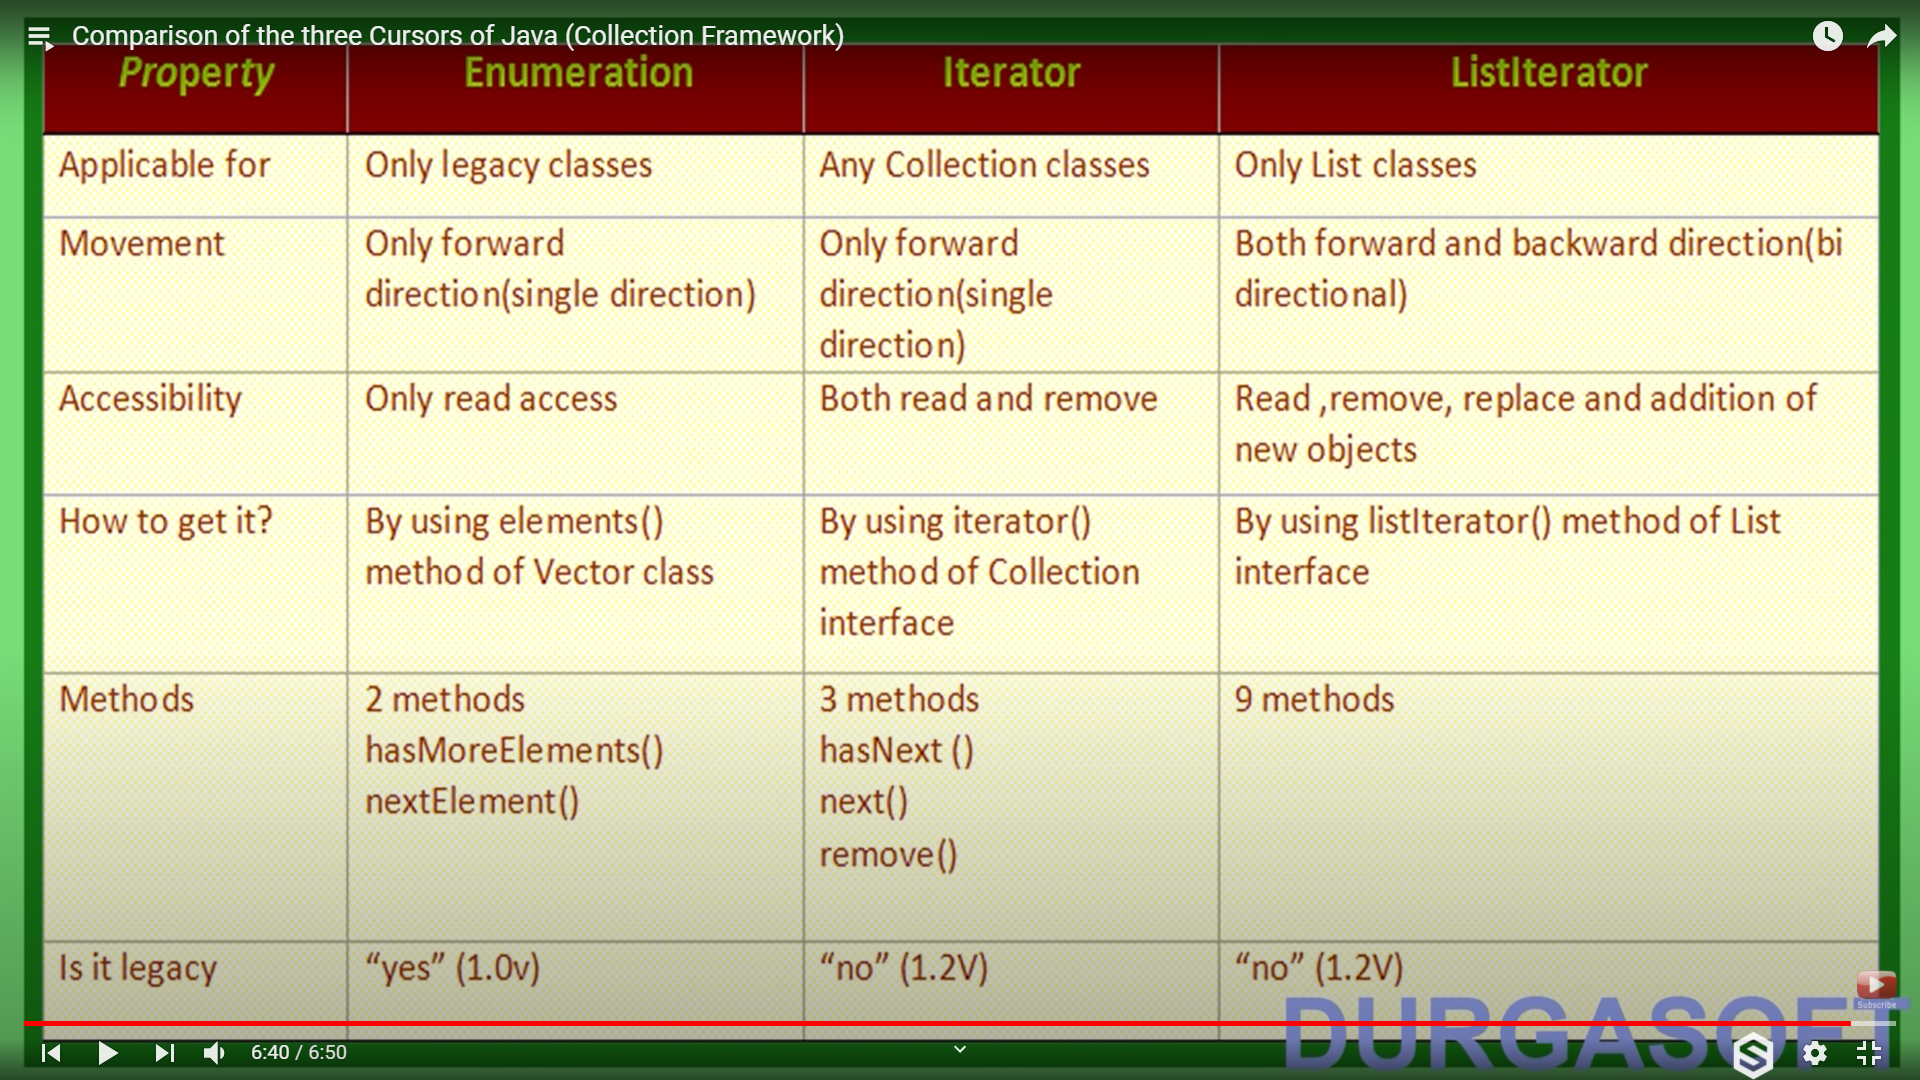 Comparison of the three Cursors of Java (Collection Framework)
Property Enumeration Iterator ListIterator
Applicable for Only legacy classes Any Collection classes Only List classes
Movement Only forward Only forward Both forward and backward direction(bi
direction(single direction) direction(single directional)
direction)
Accessibility Only read access Both read and remove Read ,remove, replace and addition of
new objects
How to get it? By using elements() By using iterator() By using listIterator() method of List
method of Vector class method of Collection interface
interface
Methods 2 methods 3 methods 9 methods
hasMoreElements() hasNext ()
nextElement() next()
remove()
Is it legacy “yes” (1.0v) “no” (1.2V) “no” (1.2V)
Subscribe
DURGASOFT
6:40 / 6:50